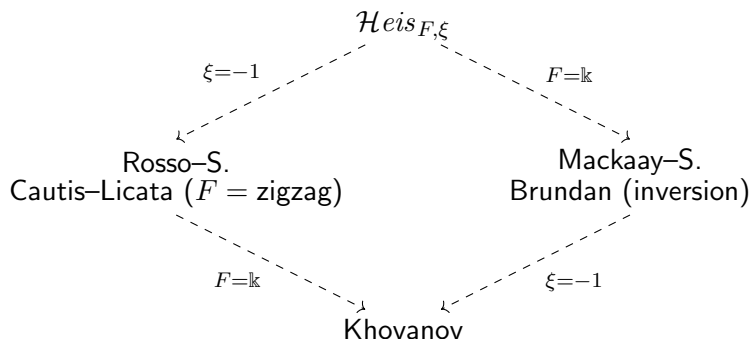 𝓗eis_{F,ξ}
ξ=−1
F=𝕜
Rosso–S.
Cautis–Licata (F = zigzag)
Mackaay–S.
Brundan (inversion)
F=𝕜
ξ=−1
Khovanov